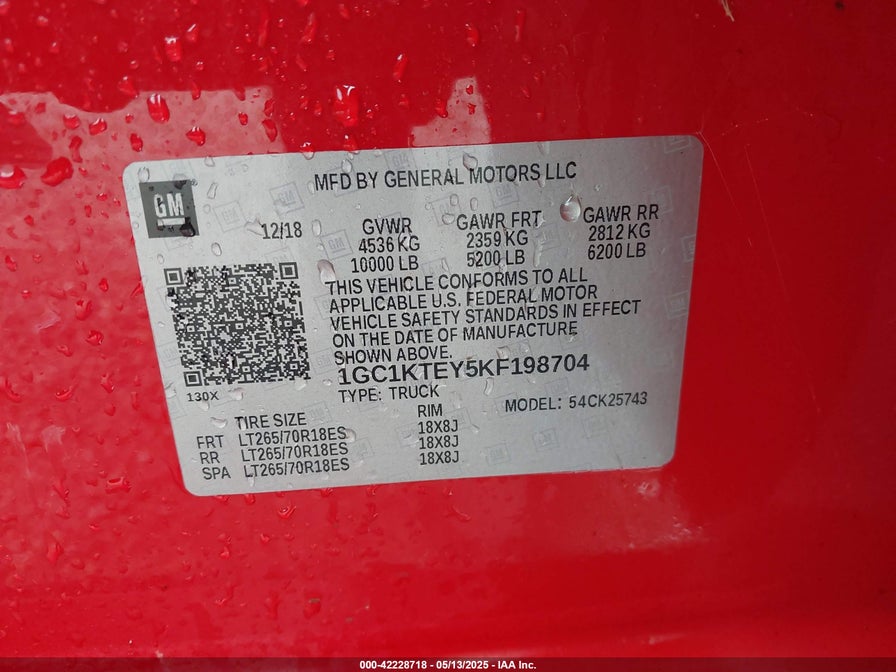 MFD BY GENERAL MOTORS LLC
GM
12/18
GVWR GAWR FRT GAWR RR
4536 KG 2359 KG 2812 KG
10000 LB 5200 LB 6200 LB
THIS VEHICLE CONFORMS TO ALL
APPLICABLE U.S. FEDERAL MOTOR
VEHICLE SAFETY STANDARDS IN EFFECT
ON THE DATE OF MANUFACTURE
SHOWN ABOVE.
1GC1KTEY5KF198704
130X
TYPE: TRUCK MODEL: 54CK25743
TIRE SIZE RIM
FRT LT265/70R18ES 18X8J
RR LT265/70R18ES 18X8J
SPA LT265/70R18ES 18X8J
000-42228718 - 05/13/2025 - IAA Inc.